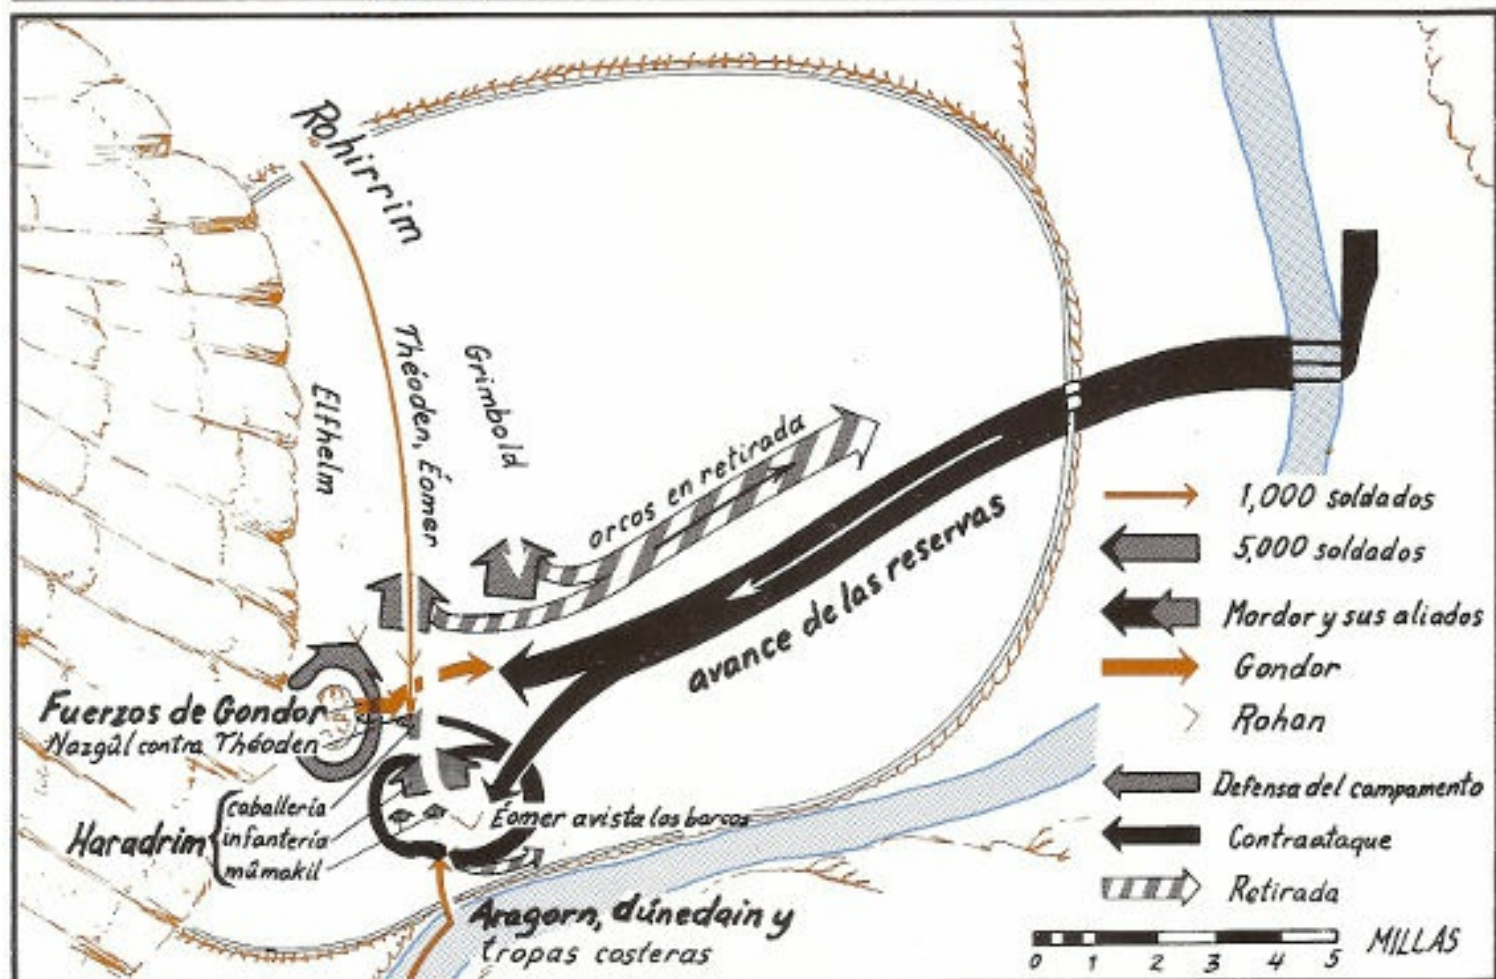 Rohirrim
Elfhelm
Théoden, Éomer
Grimbold
orcos en retirada
avance de las reservas
Fuerzos de Gondor
Nazgûl contra Théoden
Haradrim
caballería
infantería
mûmakil
Éomer avista los barcos
Aragorn, dúnedain y
tropas costeras
1,000 soldados
5,000 soldados
Mordor y sus aliados
Gondor
Rohan
Defensa del campamento
Contraataque
Retirada
0 1 2 3 4 5 MILLAS